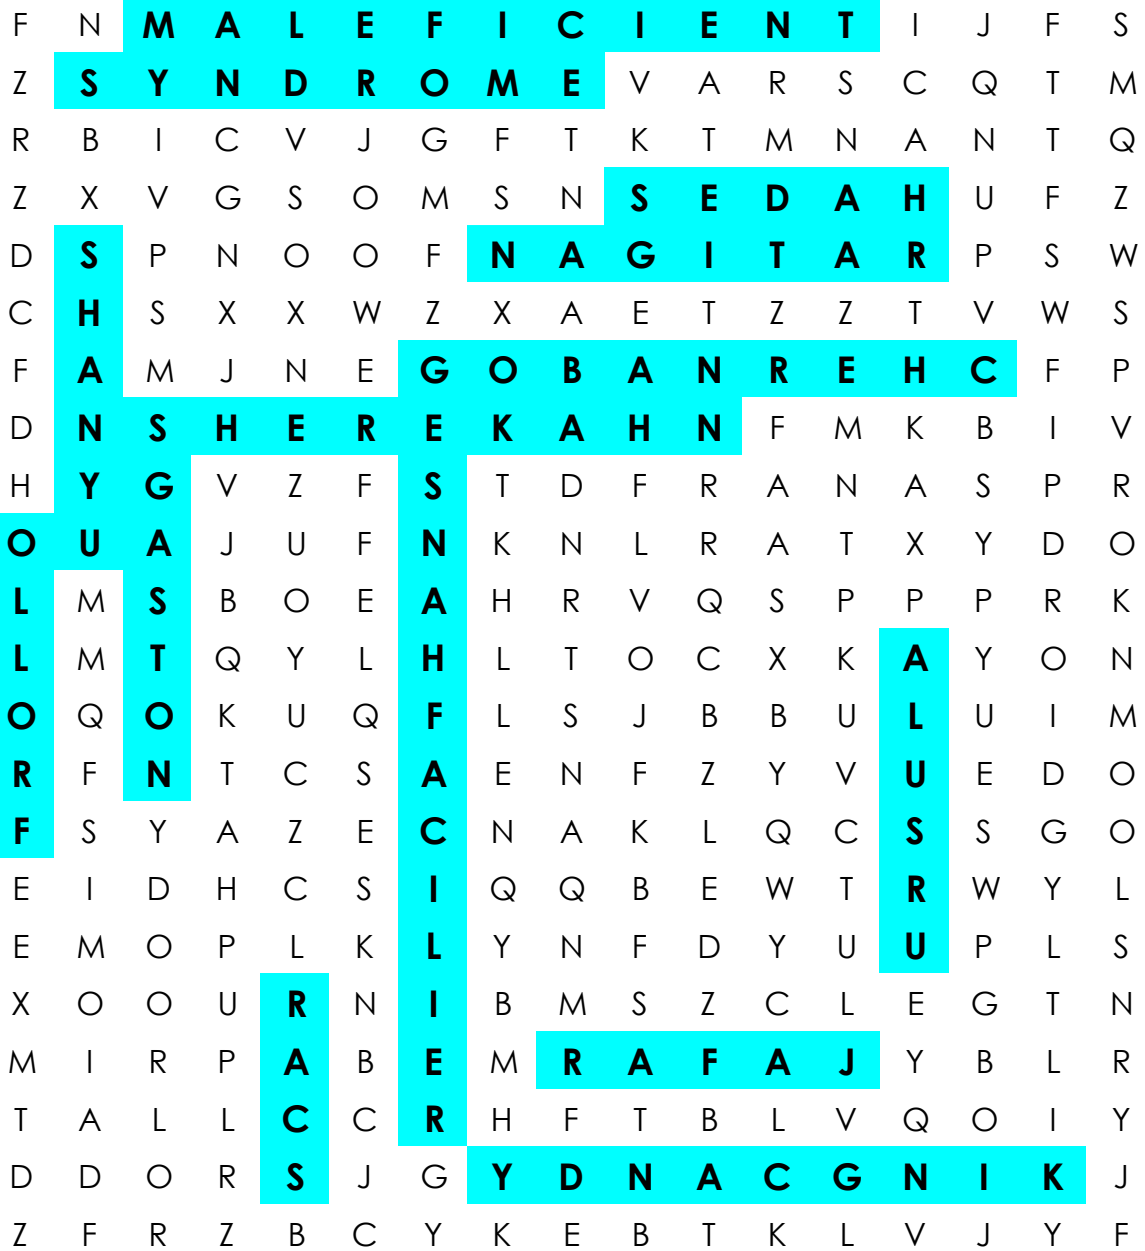 F N M A L E F I C I E N T I J F S
Z S Y N D R O M E V A R S C Q T M
R B I C V J G F T K T M N A N T Q
Z X V G S O M S N S E D A H U F Z
D S P N O O F N A G I T A R P S W
C H S X X W Z X A E T Z Z T V W S
F A M J N E G O B A N R E H C F P
D N S H E R E K A H N F M K B I V
H Y G V Z F S T D F R A N A S P R
O U A J U F N K N L R A T X Y D O
L M S B O E A H R V Q S P P P R K
L M T Q Y L H L T O C X K A Y O N
O Q O K U Q F L S J B B U L U I M
R F N T C S A E N F Z Y V U E D O
F S Y A Z E C N A K L Q C S S G O
E I D H C S I Q Q B E W T R W Y L
E M O P L K L Y N F D Y U U P L S
X O O U R N I B M S Z C L E G T N
M I R P A B E M R A F A J Y B L R
T A L L C C R H F T B L V Q O I Y
D D O R S J G Y D N A C G N I K J
Z F R Z B C Y K E B T K L V J Y F